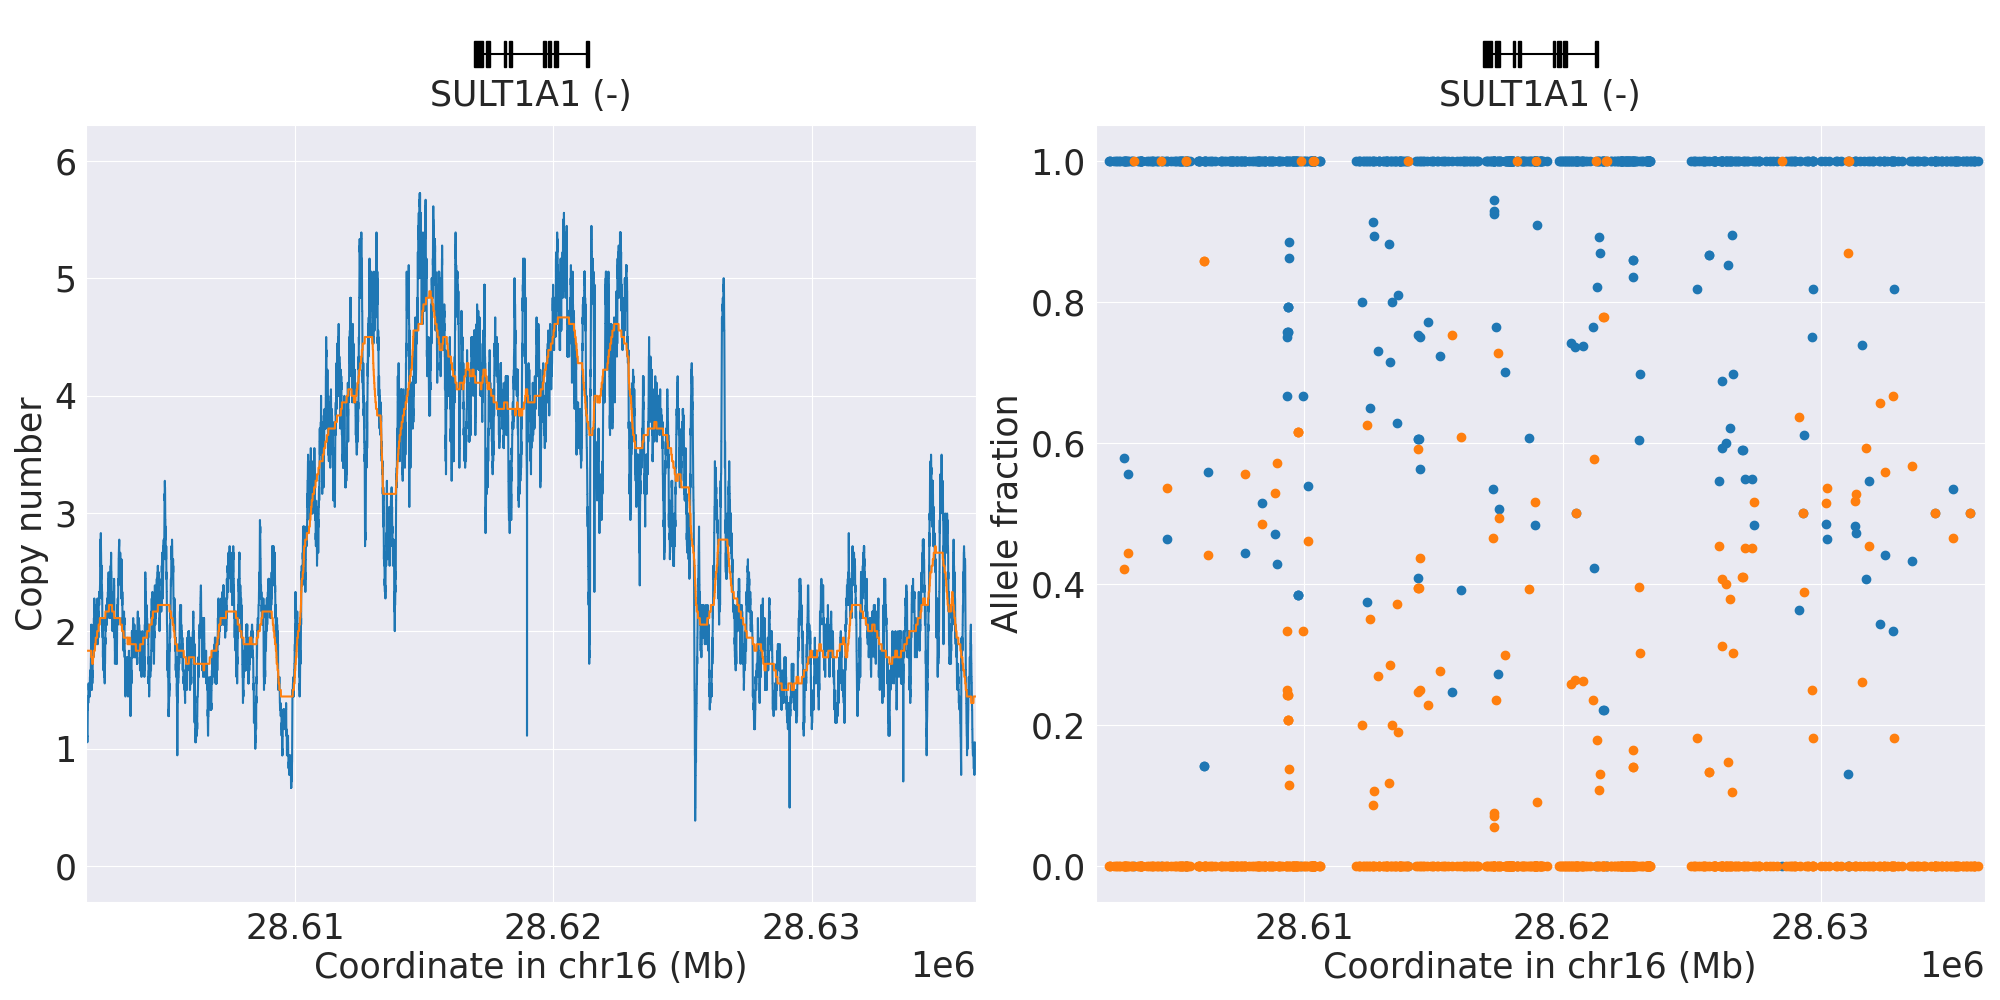 SULT1A1 (-)
6
5
4
3
2
1
0
Copy number
28.61
28.62
28.63
Coordinate in chr16 (Mb)
1e6
SULT1A1 (-)
1.0
0.8
0.6
0.4
0.2
0.0
Allele fraction
28.61
28.62
28.63
Coordinate in chr16 (Mb)
1e6